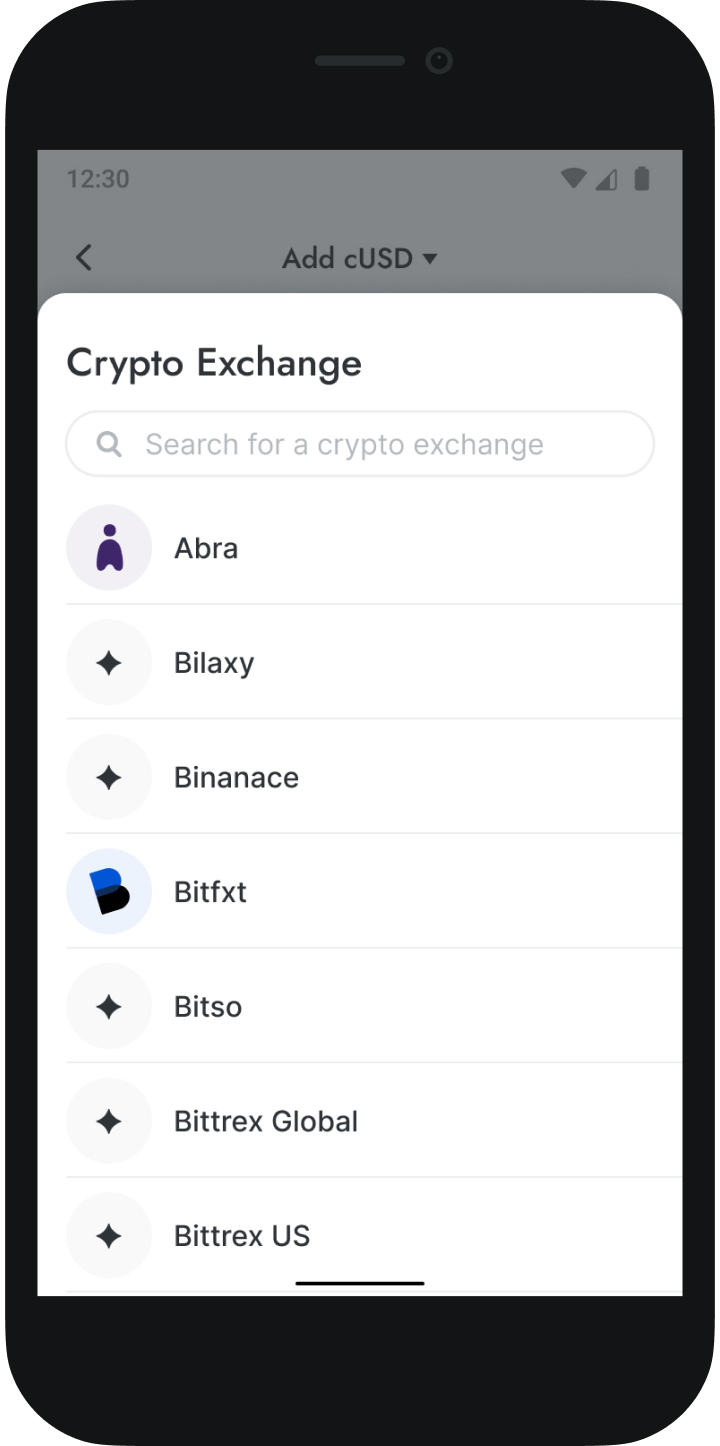 12:30
Add cUSD
Crypto Exchange
Search for a crypto exchange
Abra
Bilaxy
Binanace
Bitfxt
Bitso
Bittrex Global
Bittrex US